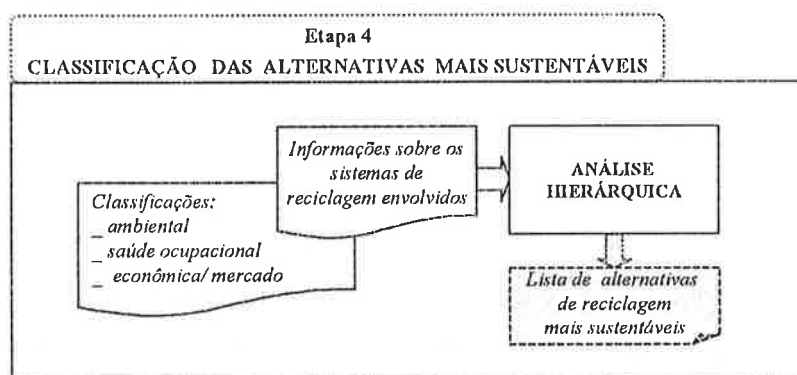 Etapa 4
CLASSIFICAÇÃO DAS ALTERNATIVAS MAIS SUSTENTÁVEIS
Informações sobre os
sistemas de
reciclagem envolvidos
ANÁLISE
HIERÁRQUICA
Classificações:
_ ambiental
_ saúde ocupacional
_ econômica/ mercado
Lista de alternativas
de reciclagem
mais sustentáveis